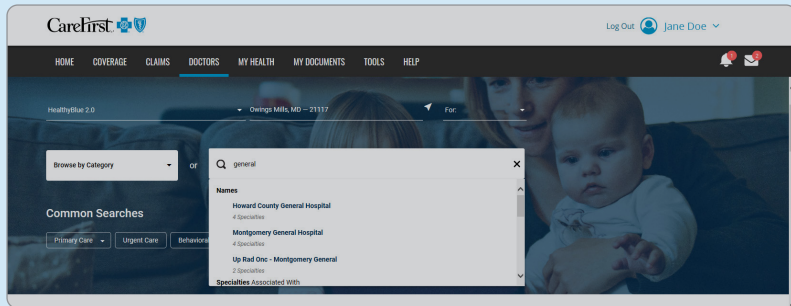 CareFirst
Log Out Jane Doe
HOME COVERAGE CLAIMS DOCTORS MY HEALTH MY DOCUMENTS TOOLS HELP
HealthyBlue 2.0 Owings Mills, MD — 21117 For:
Browse by Category or general
Names
Howard County General Hospital
4 Specialties
Montgomery General Hospital
4 Specialties
Common Searches
Primary Care Urgent Care Behavioral
Up Rad Onc - Montgomery General
2 Specialties
Specialties Associated With